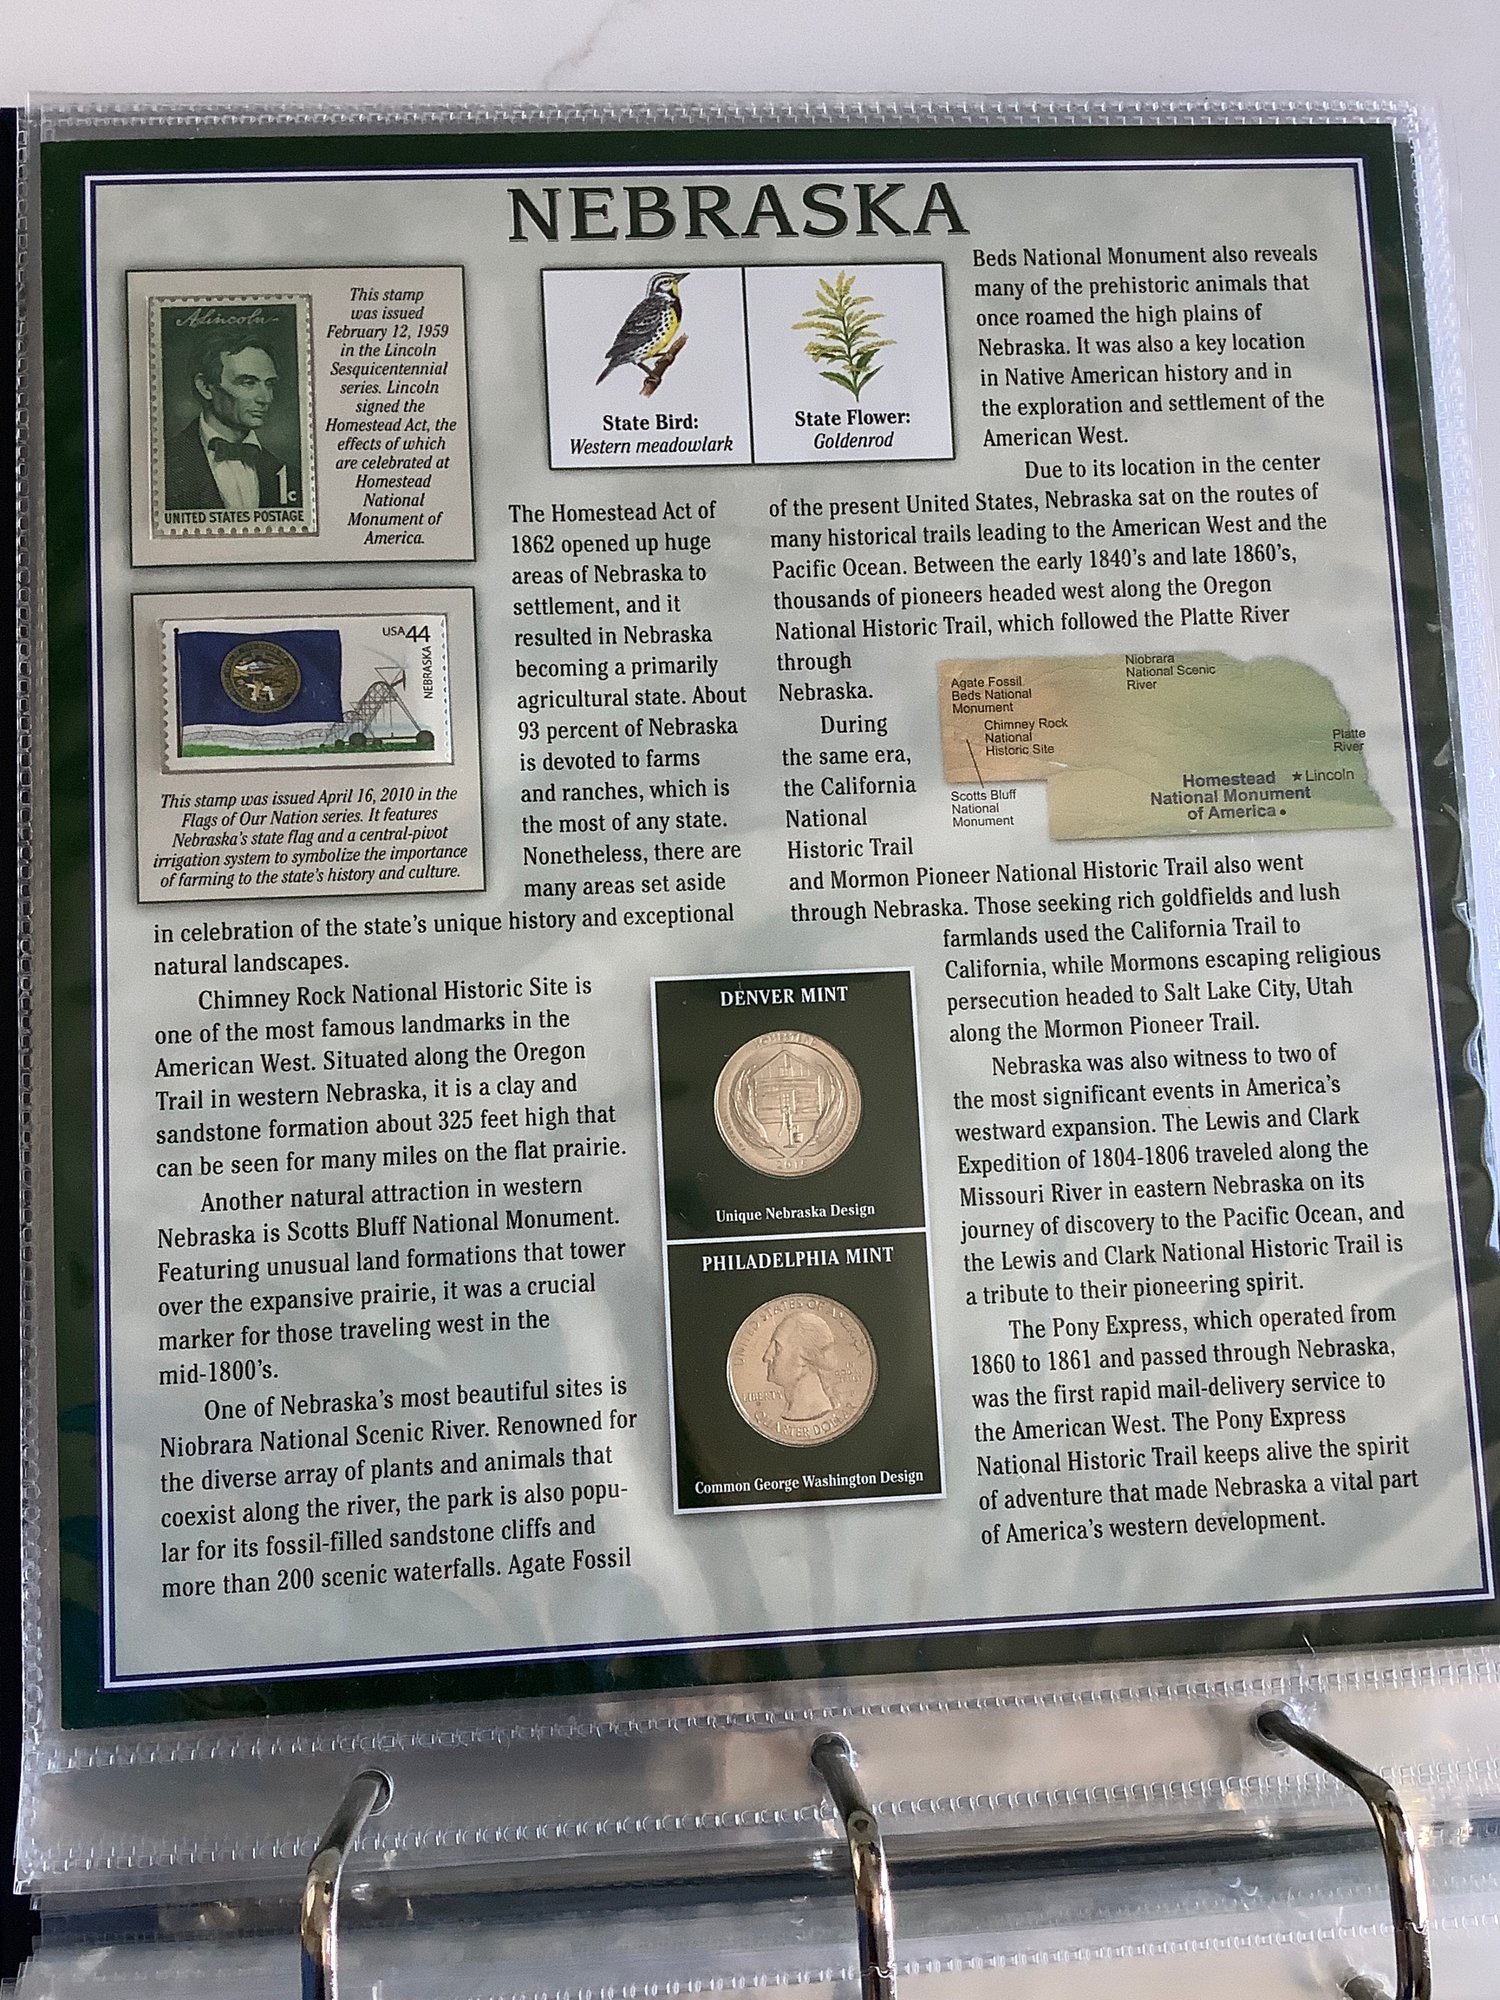 NEBRASKA
A. Lincoln
1c
UNITED STATES POSTAGE
This stamp
was issued
February 12, 1959
in the Lincoln
Sesquicentennial
series. Lincoln
signed the
Homestead Act, the
effects of which
are celebrated at
Homestead
National
Monument of
America.
USA 44
NEBRASKA
This stamp was issued April 16, 2010 in the
Flags of Our Nation series. It features
Nebraska's state flag and a central-pivot
irrigation system to symbolize the importance
of farming to the state's history and culture.
State Bird:
Western meadowlark
State Flower:
Goldenrod
The Homestead Act of
1862 opened up huge
areas of Nebraska to
settlement, and it
resulted in Nebraska
becoming a primarily
agricultural state. About
93 percent of Nebraska
is devoted to farms
and ranches, which is
the most of any state.
Nonetheless, there are
many areas set aside
in celebration of the state's unique history and exceptional
natural landscapes.
Chimney Rock National Historic Site is
one of the most famous landmarks in the
American West. Situated along the Oregon
Trail in western Nebraska, it is a clay and
sandstone formation about 325 feet high that
can be seen for many miles on the flat prairie.
Another natural attraction in western
Nebraska is Scotts Bluff National Monument.
Featuring unusual land formations that tower
over the expansive prairie, it was a crucial
marker for those traveling west in the
mid-1800's.
One of Nebraska's most beautiful sites is
Niobrara National Scenic River. Renowned for
the diverse array of plants and animals that
coexist along the river, the park is also popu-
lar for its fossil-filled sandstone cliffs and
more than 200 scenic waterfalls. Agate Fossil
Beds National Monument also reveals
many of the prehistoric animals that
once roamed the high plains of
Nebraska. It was also a key location
in Native American history and in
the exploration and settlement of the
American West.
Due to its location in the center
of the present United States, Nebraska sat on the routes of
many historical trails leading to the American West and the
Pacific Ocean. Between the early 1840's and late 1860's,
thousands of pioneers headed west along the Oregon
National Historic Trail, which followed the Platte River
through
Nebraska.
During
the same era,
the California
National
Historic Trail
and Mormon Pioneer National Historic Trail also went
through Nebraska. Those seeking rich goldfields and lush
farmlands used the California Trail to
California, while Mormons escaping religious
persecution headed to Salt Lake City, Utah
along the Mormon Pioneer Trail.
Nebraska was also witness to two of
the most significant events in America's
westward expansion. The Lewis and Clark
Expedition of 1804-1806 traveled along the
Missouri River in eastern Nebraska on its
journey of discovery to the Pacific Ocean, and
the Lewis and Clark National Historic Trail is
a tribute to their pioneering spirit.
The Pony Express, which operated from
1860 to 1861 and passed through Nebraska,
was the first rapid mail-delivery service to
the American West. The Pony Express
National Historic Trail keeps alive the spirit
of adventure that made Nebraska a vital part
of America's western development.
Agate Fossil
Beds National
Monument
Chimney Rock
National
Historic Site
Scotts Bluff
National
Monument
Niobrara
National Scenic
River
Platte
River
Lincoln
Homestead
National Monument
of America
DENVER MINT
HOMESTEAD
Unique Nebraska Design
PHILADELPHIA MINT
UNITED STATES OF AMERICA
LIBERTY
QUARTER DOLLAR
Common George Washington Design